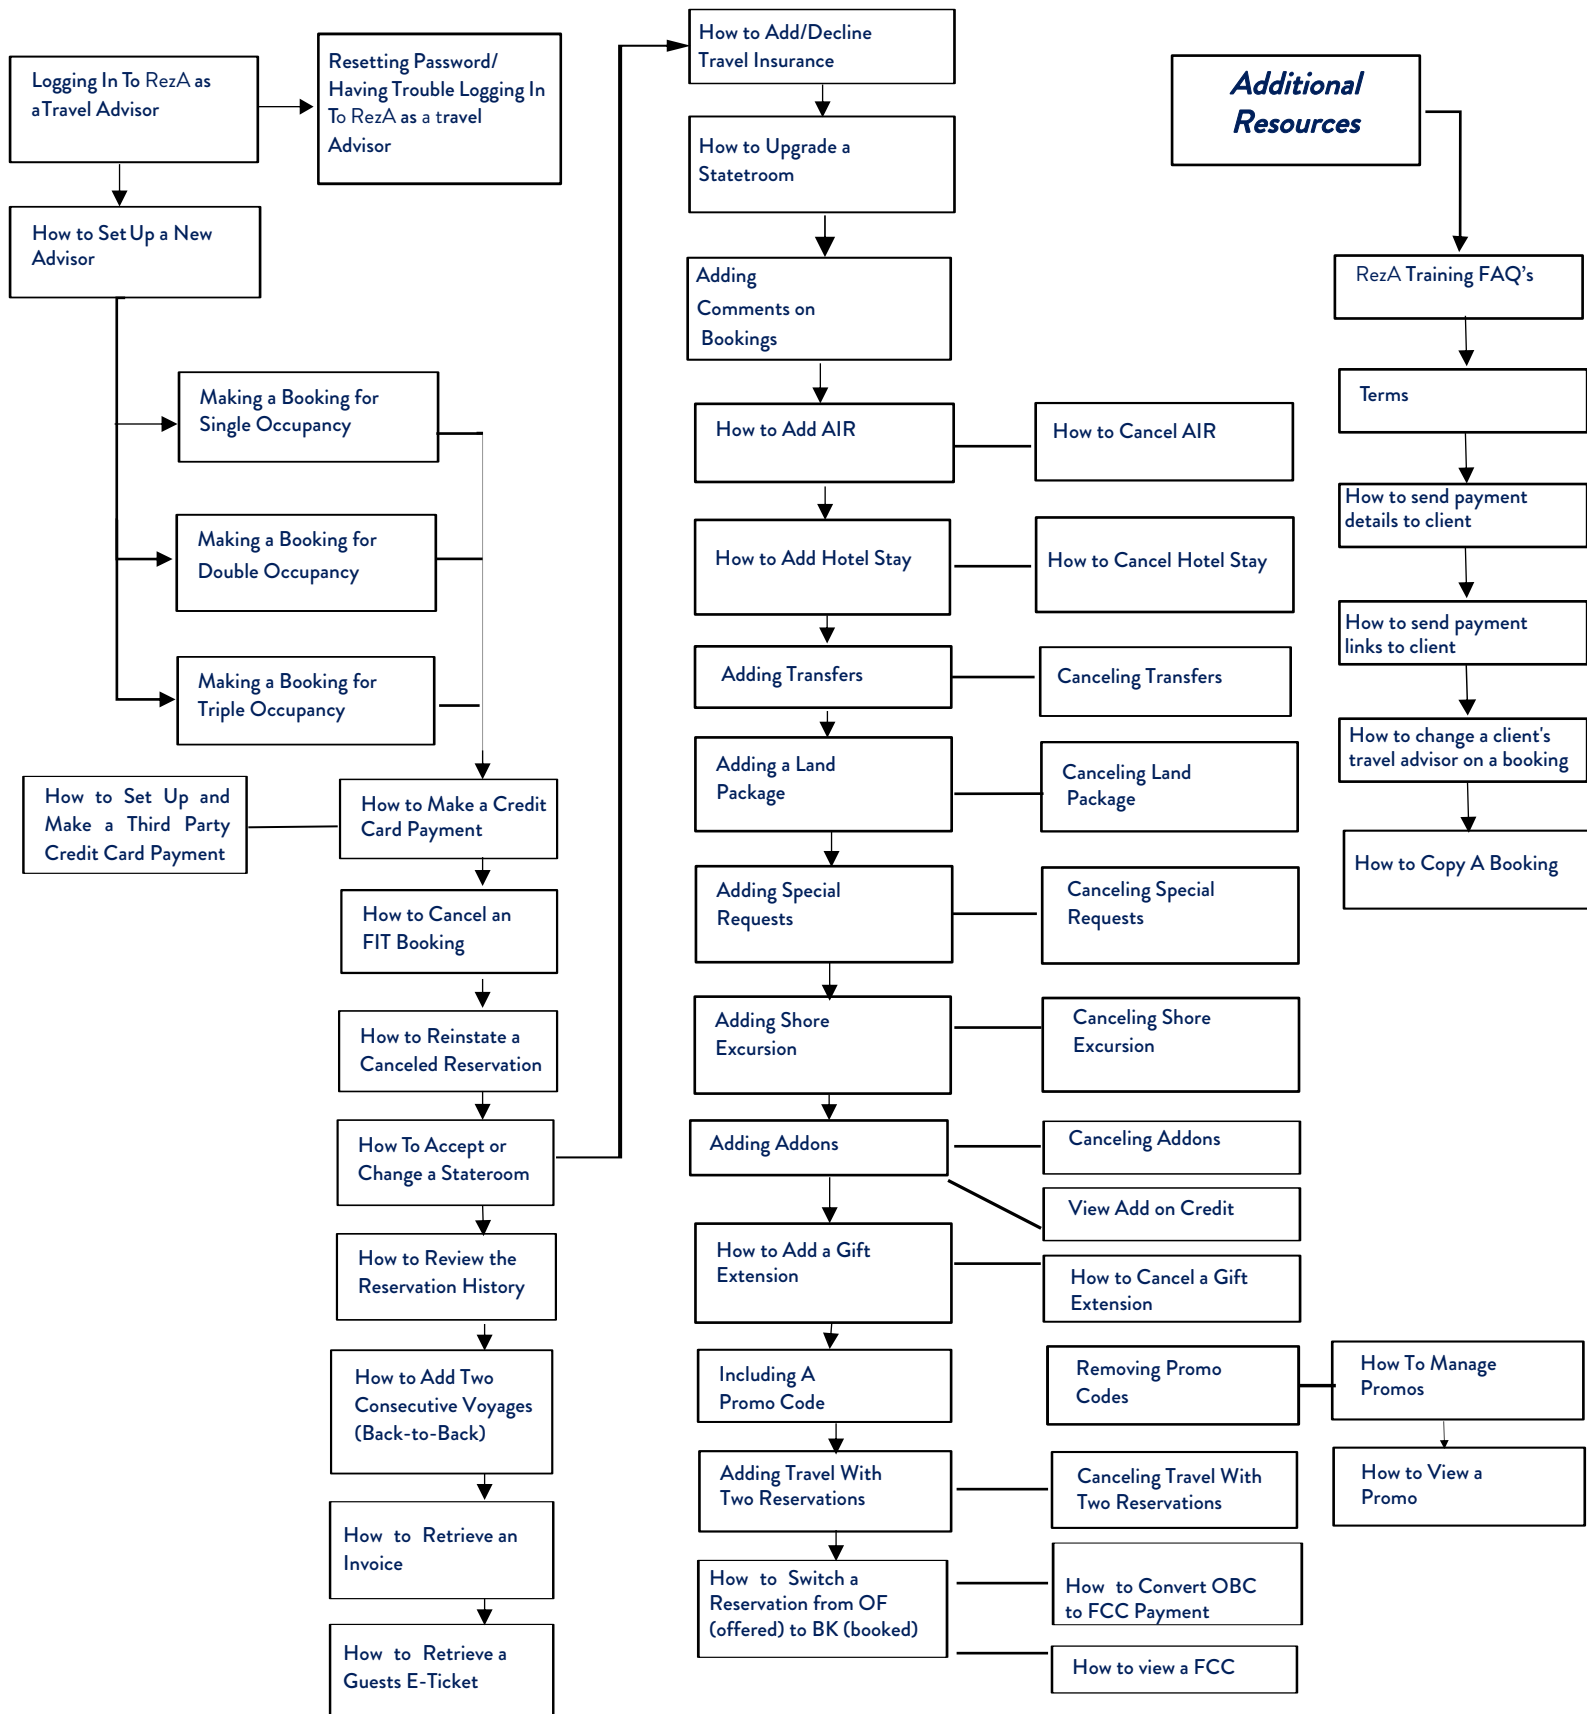 Logging In To RezA as
a Travel Advisor
Resetting Password/
Having Trouble Logging In
To RezA as a travel
Advisor
How to Set Up a New
Advisor
Making a Booking for
Single Occupancy
Making a Booking for
Double Occupancy
Making a Booking for
Triple Occupancy
How to Set Up and
Make a Third Party
Credit Card Payment
How to Make a Credit
Card Payment
How to Cancel an
FIT Booking
How to Reinstate a
Canceled Reservation
How To Accept or
Change a Stateroom
How to Review the
Reservation History
How to Add Two
Consecutive Voyages
(Back-to-Back)
How to Retrieve an
Invoice
How to Retrieve a
Guests E-Ticket
How to Add/Decline
Travel Insurance
How to Upgrade a
Statetroom
Adding
Comments on
Bookings
How to Add AIR
How to Cancel AIR
How to Add Hotel Stay
How to Cancel Hotel Stay
Adding Transfers
Canceling Transfers
Adding a Land
Package
Canceling Land
Package
Adding Special
Requests
Canceling Special
Requests
Adding Shore
Excursion
Canceling Shore
Excursion
Adding Addons
Canceling Addons
View Add on Credit
How to Add a Gift
Extension
How to Cancel a Gift
Extension
Including A
Promo Code
Removing Promo
Codes
How To Manage
Promos
How to View a
Promo
Adding Travel With
Two Reservations
Canceling Travel With
Two Reservations
How to Switch a
Reservation from OF
(offered) to BK (booked)
How to Convert OBC
to FCC Payment
How to view a FCC
Additional
Resources
RezA Training FAQ's
Terms
How to send payment
details to client
How to send payment
links to client
How to change a client's
travel advisor on a booking
How to Copy A Booking